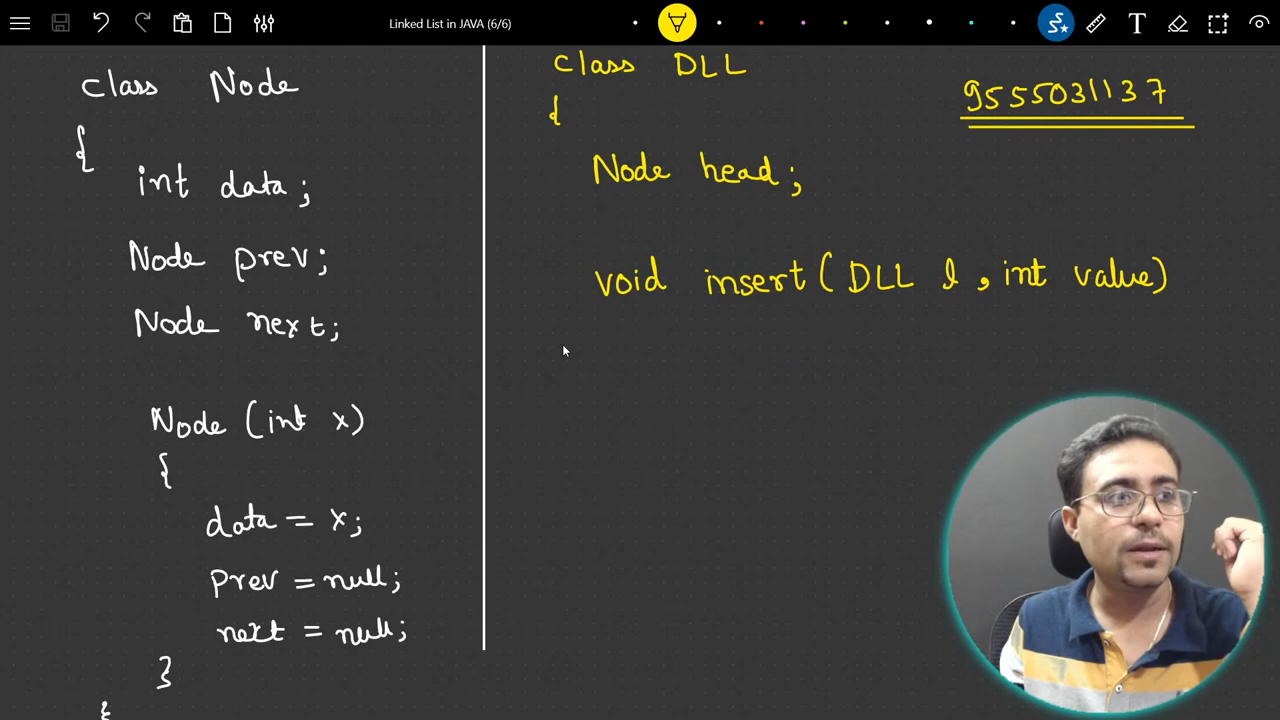 Linked List in JAVA (6/6)
class Node
{
int data;
Node prev;
Node next;
Node (int x)
{
data = x;
prev = null;
next = null;
}
{
class DLL
{
Node head;
void insert(DLL l, int value)
9555031137